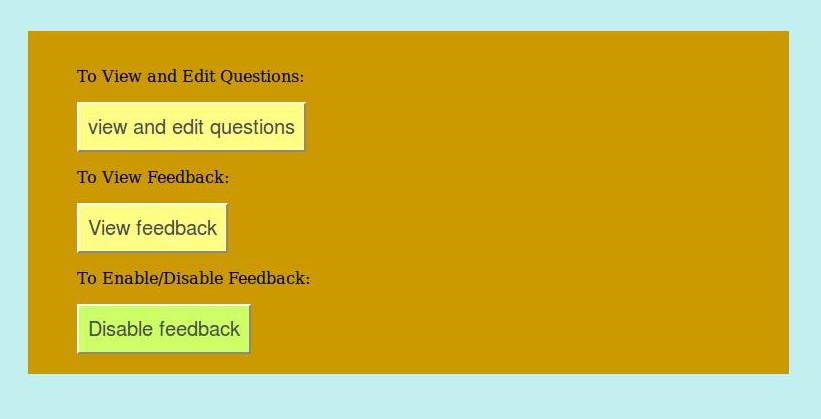 To View and Edit Questions:
view and edit questions
To View Feedback:
View feedback
To Enable/Disable Feedback:
Disable feedback